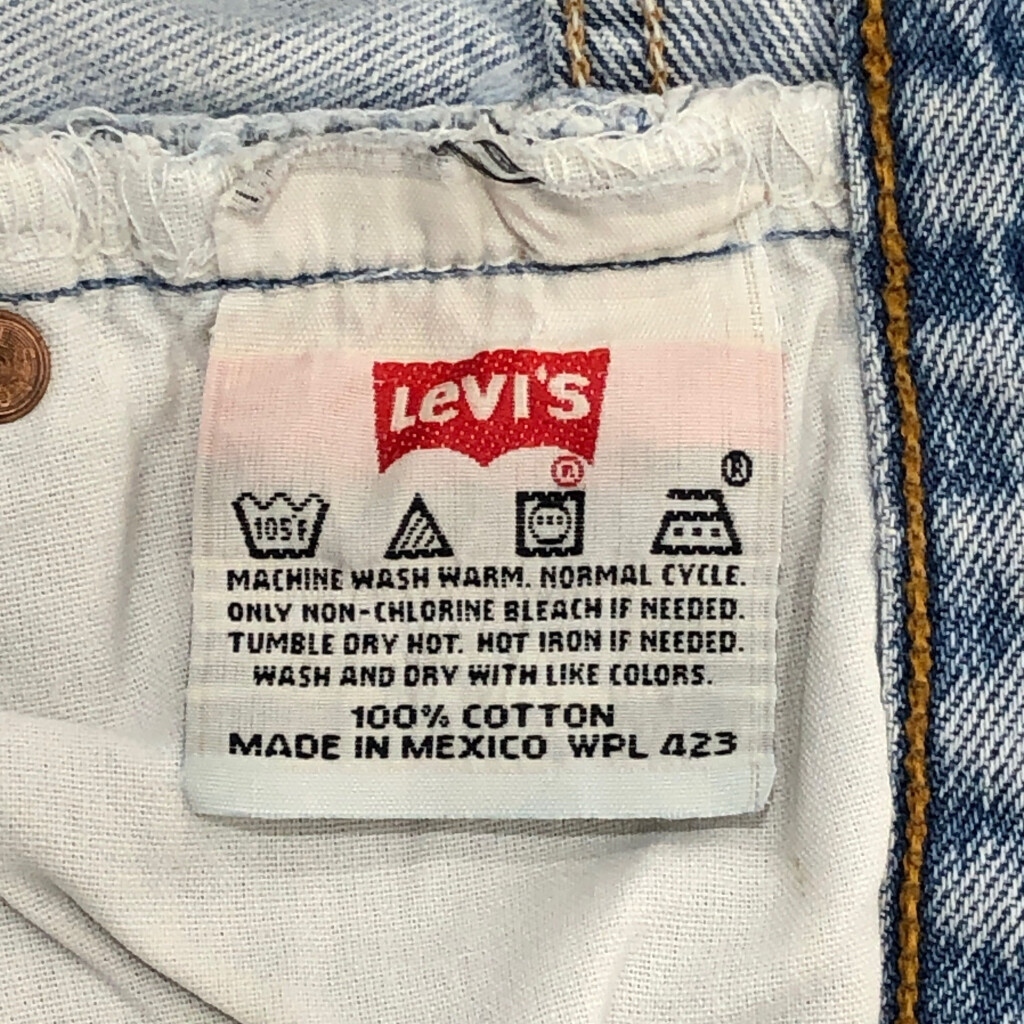 Levi's
®
®
105°F
MACHINE WASH WARM. NORMAL CYCLE.
ONLY NON-CHLORINE BLEACH IF NEEDED.
TUMBLE DRY HOT. HOT IRON IF NEEDED.
WASH AND DRY WITH LIKE COLORS.
100% COTTON
MADE IN MEXICO WPL 423